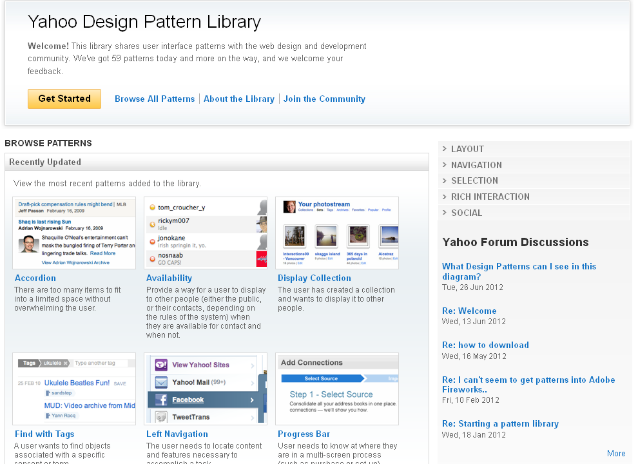 Yahoo Design Pattern Library
Welcome! This library shares user interface patterns with the web design and development
community. We've got 59 patterns today and more on the way, and we welcome your
feedback.
Get Started
Browse All Patterns | About the Library | Join the Community
BROWSE PATTERNS
Recently Updated
View the most recent patterns added to the library.
Draft-pick compensation rules might bend | MLB
Jeff Passan February 16, 2009
Shaq is last rising Sun
Adrian Wojnarowski February 16, 2009
Shaquille O'Neal's entertainment can't
mask the bungling firing of Terry Porter an
lingering trade talks. Read More
View Adrian Wojnarowski Archive.
Accordion
There are too many items to fit
into a limited space without
overwhelming the user.
tom_croucher_y
rickym007
Idle
jonokane
Irish springin it, yo.
nosnaab
GO CAPS!
Availability
Provide a way for a user to display
to other people (either the public,
or their contacts, depending on
the rules of the system) when
they are available for contact and
when not.
Your photostream
Display Collection
The user has created a collection
and wants to display it to other
people.
Tags ukulele × Type another tag
25 FEB 10 Ukulele Beatles Fun! SAVE
MUD: Video archive from Mid
Find with Tags
A user wants to find objects
associated with a specific
View Yahoo! Sites
Yahoo! Mail (99+)
Facebook
TweetTrans
Left Navigation
The user needs to locate content
and features necessary to
accomplish a task.
Add Connections
Select Source
Step 1 - Select Source
Consolidate all your address books in one place
connections — we'll show you how.
Progress Bar
User needs to know at where they
are in a multi-screen process
LAYOUT
NAVIGATION
SELECTION
RICH INTERACTION
SOCIAL
Yahoo Forum Discussions
What Design Patterns can I see in this
diagram?
Tue, 26 Jun 2012
Re: Welcome
Wed, 13 Jun 2012
Re: how to download
Wed, 16 May 2012
Re: I can't seem to get patterns into Adobe
Fireworks..
Fri, 10 Feb 2012
Re: Starting a pattern library
Wed, 18 Jan 2012
More